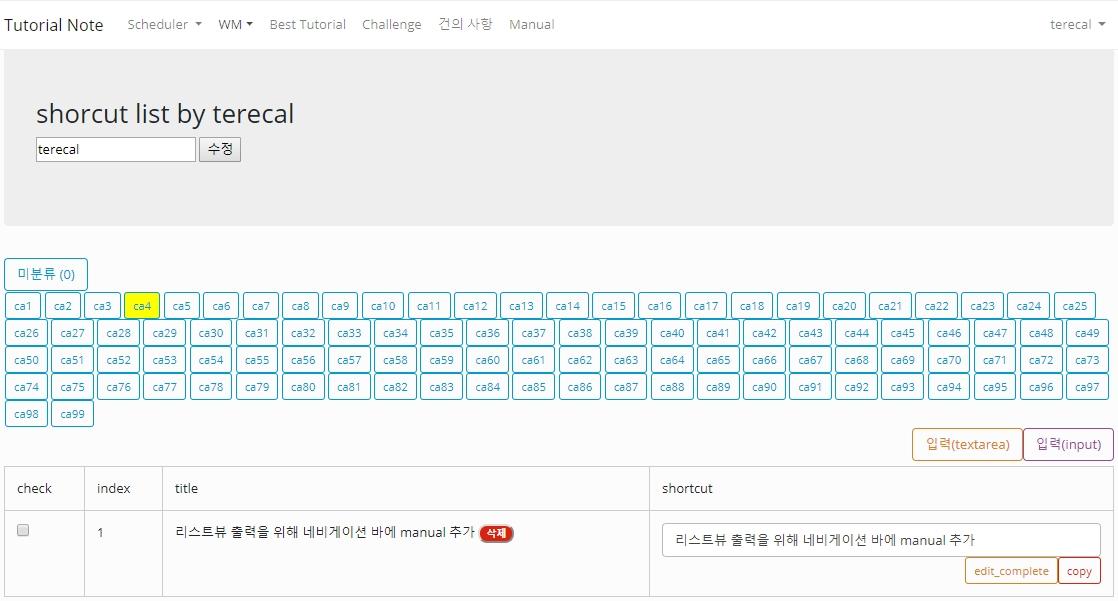 Tutorial Note Scheduler WM Best Tutorial Challenge 건의 사항 Manual terecal
shorcut list by terecal
terecal 수정
미분류 (0)
ca1 ca2 ca3 ca4 ca5 ca6 ca7 ca8 ca9 ca10 ca11 ca12 ca13 ca14 ca15 ca16 ca17 ca18 ca19 ca20 ca21 ca22 ca23 ca24 ca25
ca26 ca27 ca28 ca29 ca30 ca31 ca32 ca33 ca34 ca35 ca36 ca37 ca38 ca39 ca40 ca41 ca42 ca43 ca44 ca45 ca46 ca47 ca48 ca49
ca50 ca51 ca52 ca53 ca54 ca55 ca56 ca57 ca58 ca59 ca60 ca61 ca62 ca63 ca64 ca65 ca66 ca67 ca68 ca69 ca70 ca71 ca72 ca73
ca74 ca75 ca76 ca77 ca78 ca79 ca80 ca81 ca82 ca83 ca84 ca85 ca86 ca87 ca88 ca89 ca90 ca91 ca92 ca93 ca94 ca95 ca96 ca97
ca98 ca99
입력(textarea) 입력(input)
check index title shortcut
1 리스트뷰 출력을 위해 네비게이션 바에 manual 추가 삭제 리스트뷰 출력을 위해 네비게이션 바에 manual 추가
edit_complete copy